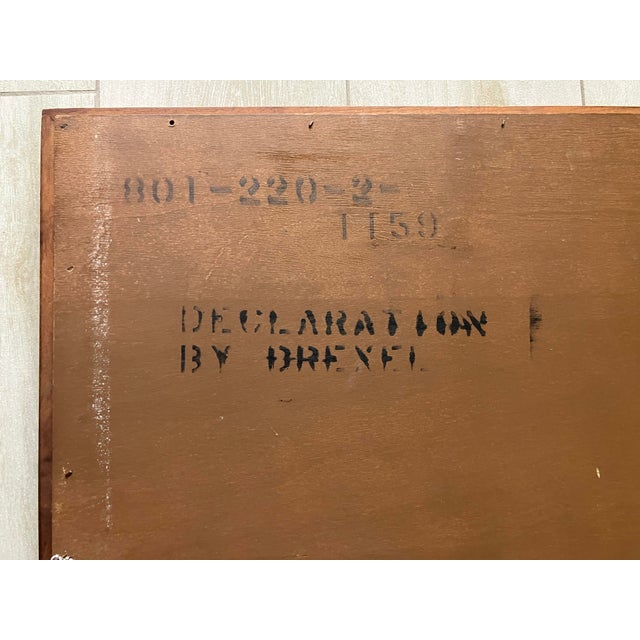 801-220-2-
1159
DECLARATION
BY DREXEL